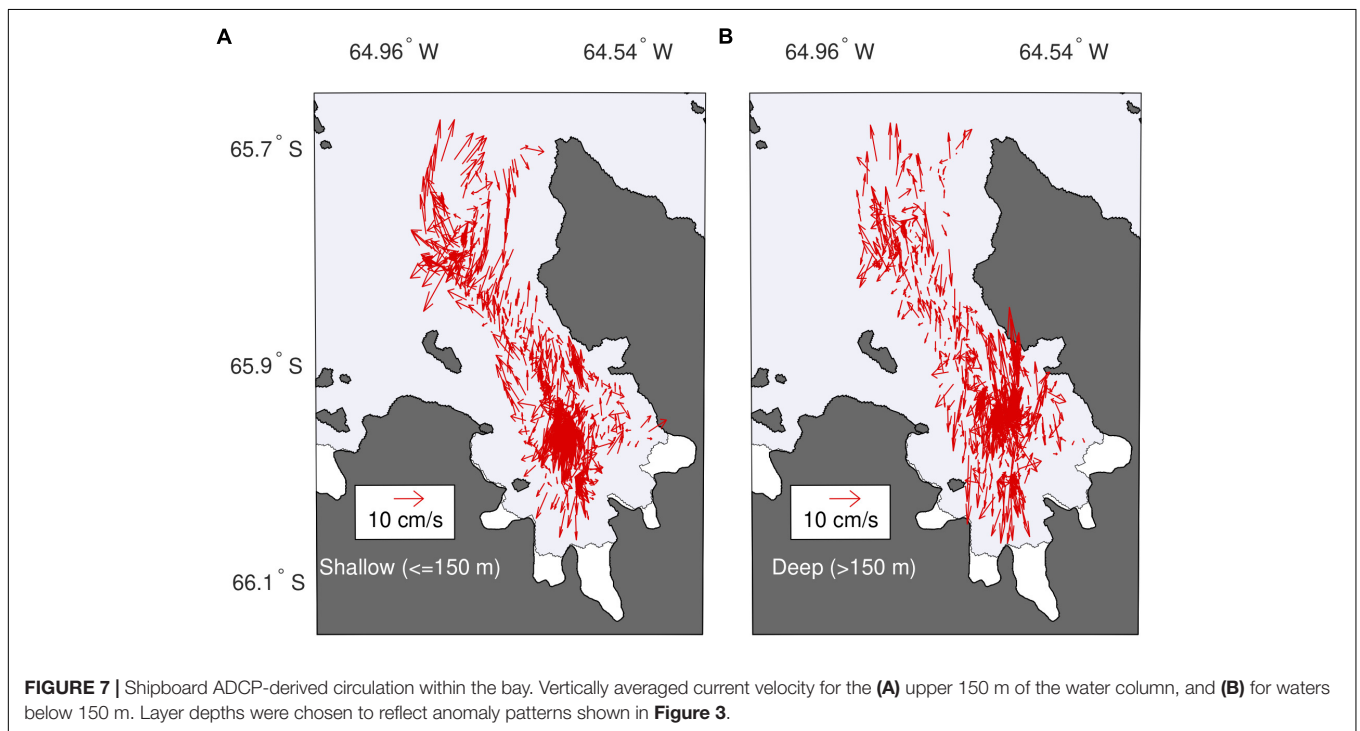 A
B
64.96° W
64.54° W
64.96° W
64.54° W
65.7° S
65.9° S
66.1° S
10 cm/s
Shallow (<=150 m)
10 cm/s
Deep (>150 m)
FIGURE 7 | Shipboard ADCP-derived circulation within the bay. Vertically averaged current velocity for the (A) upper 150 m of the water column, and (B) for waters
below 150 m. Layer depths were chosen to reflect anomaly patterns shown in Figure 3.